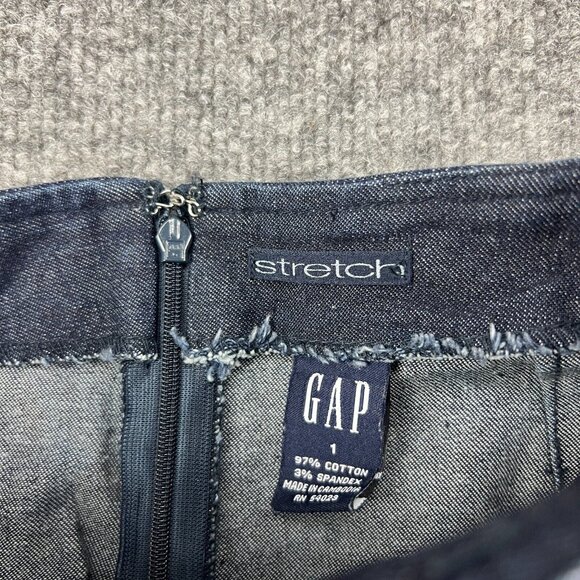 stretch
GAP
1
97% COTTON
3% SPANDEX
MADE IN CAMBODIA
RN 54023